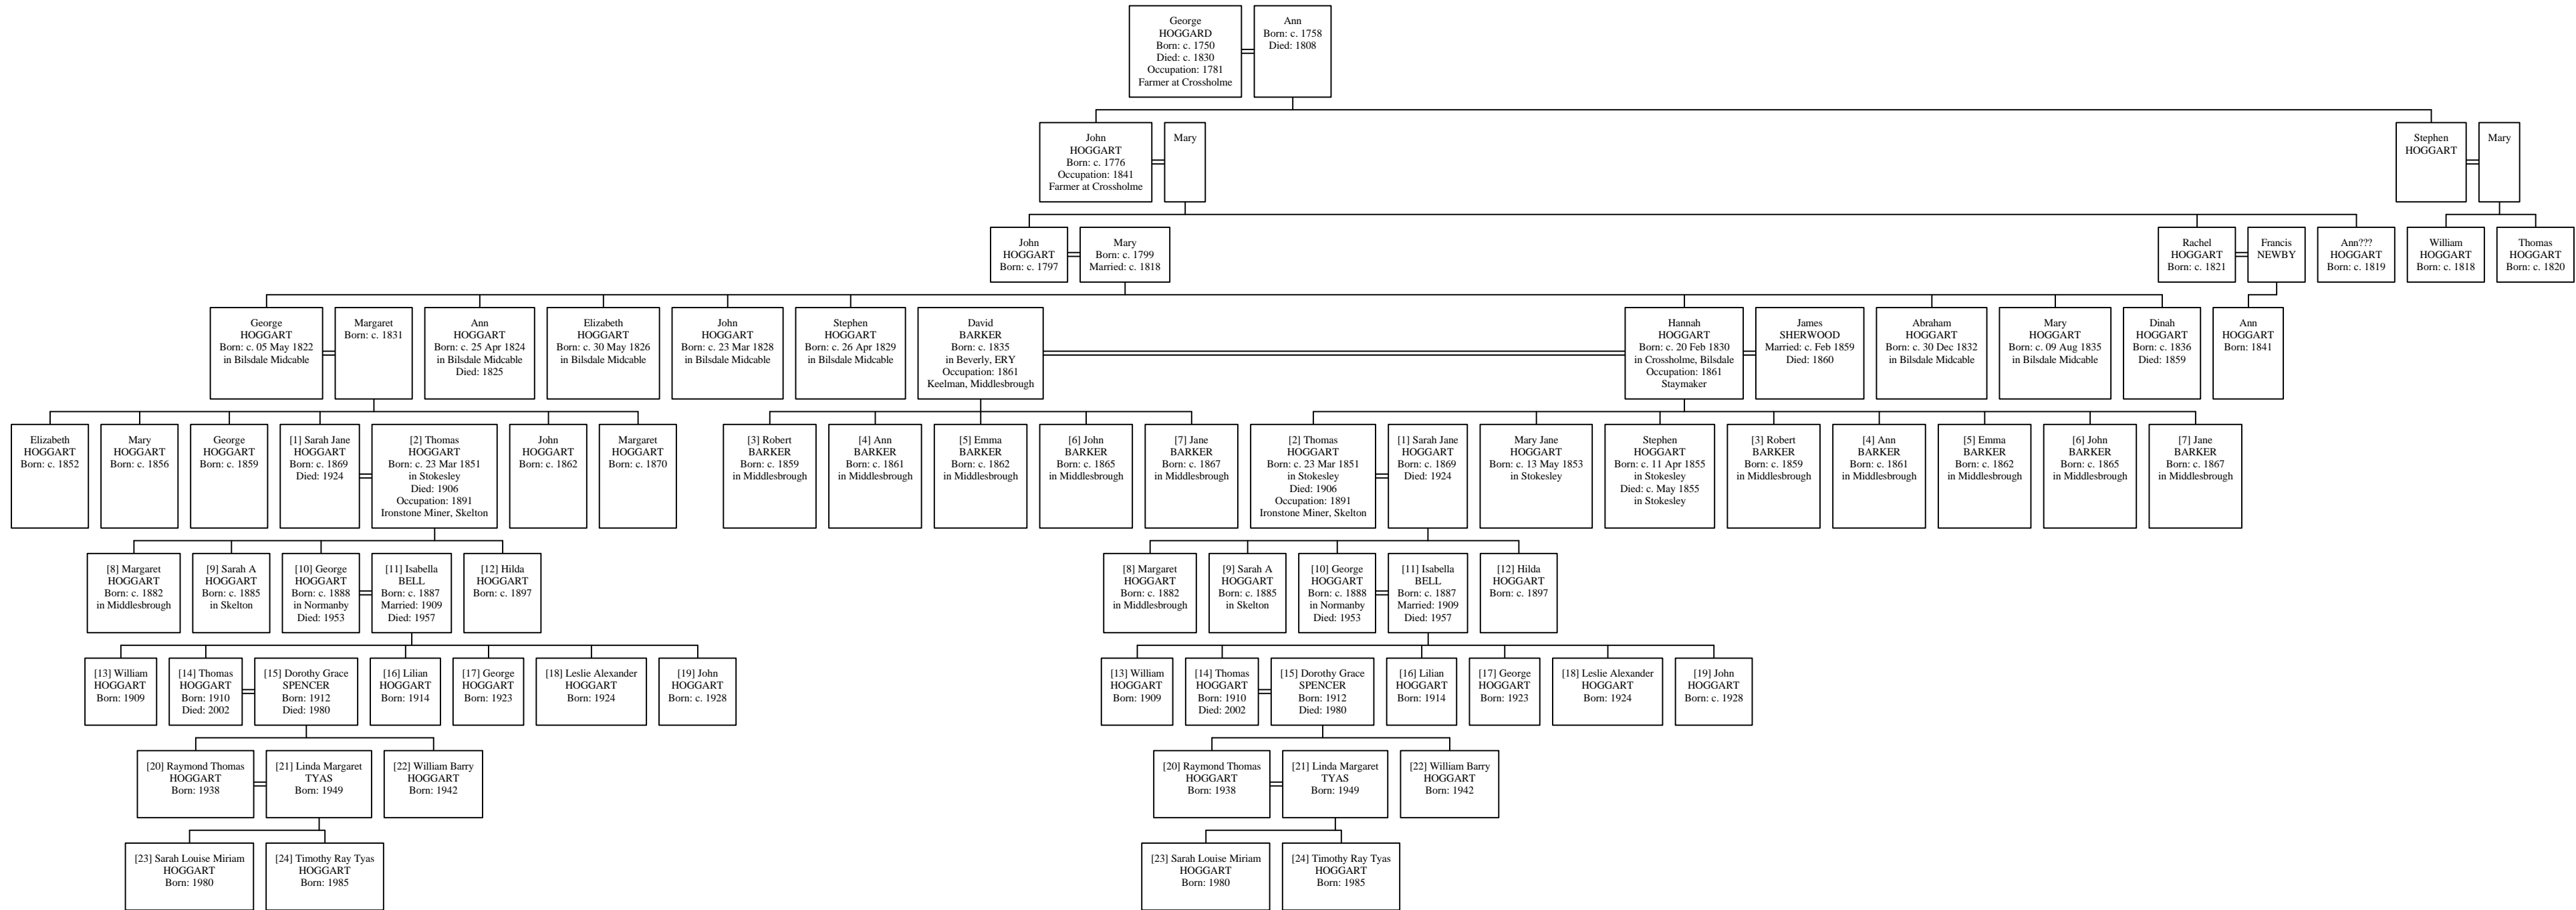 George
HOGGARD
Born: c. 1750
Died: c. 1830
Occupation: 1781
Farmer at Crossholme
Ann
Born: c. 1758
Died: 1808
John
HOGGART
Born: c. 1776
Occupation: 1841
Farmer at Crossholme
Mary
Stephen
HOGGART
Mary
John
HOGGART
Born: c. 1797
Mary
Born: c. 1799
Married: c. 1818
Rachel
HOGGART
Born: c. 1821
Francis
NEWBY
Ann???
HOGGART
Born: c. 1819
William
HOGGART
Born: c. 1818
Thomas
HOGGART
Born: c. 1820
George
HOGGART
Born: c. 05 May 1822
in Bilsdale Midcable
Margaret
Born: c. 1831
Ann
HOGGART
Born: c. 25 Apr 1824
in Bilsdale Midcable
Died: 1825
Elizabeth
HOGGART
Born: c. 30 May 1826
in Bilsdale Midcable
John
HOGGART
Born: c. 23 Mar 1828
in Bilsdale Midcable
Stephen
HOGGART
Born: c. 26 Apr 1829
in Bilsdale Midcable
David
BARKER
Born: c. 1835
in Beverly, ERY
Occupation: 1861
Keelman, Middlesbrough
Hannah
HOGGART
Born: c. 20 Feb 1830
in Crossholme, Bilsdale
Occupation: 1861
Staymaker
James
SHERWOOD
Married: c. Feb 1859
Died: 1860
Abraham
HOGGART
Born: c. 30 Dec 1832
in Bilsdale Midcable
Mary
HOGGART
Born: c. 09 Aug 1835
in Bilsdale Midcable
Dinah
HOGGART
Born: c. 1836
Died: 1859
Ann
HOGGART
Born: 1841
Elizabeth
HOGGART
Born: c. 1852
Mary
HOGGART
Born: c. 1856
George
HOGGART
Born: c. 1859
[1] Sarah Jane
HOGGART
Born: c. 1869
Died: 1924
[2] Thomas
HOGGART
Born: c. 23 Mar 1851
in Stokesley
Died: 1906
Occupation: 1891
Ironstone Miner, Skelton
John
HOGGART
Born: c. 1862
Margaret
HOGGART
Born: c. 1870
[3] Robert
BARKER
Born: c. 1859
in Middlesbrough
[4] Ann
BARKER
Born: c. 1861
in Middlesbrough
[5] Emma
BARKER
Born: c. 1862
in Middlesbrough
[6] John
BARKER
Born: c. 1865
in Middlesbrough
[7] Jane
BARKER
Born: c. 1867
in Middlesbrough
[2] Thomas
HOGGART
Born: c. 23 Mar 1851
in Stokesley
Died: 1906
Occupation: 1891
Ironstone Miner, Skelton
[1] Sarah Jane
HOGGART
Born: c. 1869
Died: 1924
Mary Jane
HOGGART
Born: c. 13 May 1853
in Stokesley
Stephen
HOGGART
Born: c. 11 Apr 1855
in Stokesley
Died: c. May 1855
in Stokesley
[3] Robert
BARKER
Born: c. 1859
in Middlesbrough
[4] Ann
BARKER
Born: c. 1861
in Middlesbrough
[5] Emma
BARKER
Born: c. 1862
in Middlesbrough
[6] John
BARKER
Born: c. 1865
in Middlesbrough
[7] Jane
BARKER
Born: c. 1867
in Middlesbrough
[8] Margaret
HOGGART
Born: c. 1882
in Middlesbrough
[9] Sarah A
HOGGART
Born: c. 1885
in Skelton
[10] George
HOGGART
Born: c. 1888
in Normanby
Died: 1953
[11] Isabella
BELL
Born: c. 1887
Married: 1909
Died: 1957
[12] Hilda
HOGGART
Born: c. 1897
[8] Margaret
HOGGART
Born: c. 1882
in Middlesbrough
[9] Sarah A
HOGGART
Born: c. 1885
in Skelton
[10] George
HOGGART
Born: c. 1888
in Normanby
Died: 1953
[11] Isabella
BELL
Born: c. 1887
Married: 1909
Died: 1957
[12] Hilda
HOGGART
Born: c. 1897
[13] William
HOGGART
Born: 1909
[14] Thomas
HOGGART
Born: 1910
Died: 2002
[15] Dorothy Grace
SPENCER
Born: 1912
Died: 1980
[16] Lilian
HOGGART
Born: 1914
[17] George
HOGGART
Born: 1923
[18] Leslie Alexander
HOGGART
Born: 1924
[19] John
HOGGART
Born: c. 1928
[13] William
HOGGART
Born: 1909
[14] Thomas
HOGGART
Born: 1910
Died: 2002
[15] Dorothy Grace
SPENCER
Born: 1912
Died: 1980
[16] Lilian
HOGGART
Born: 1914
[17] George
HOGGART
Born: 1923
[18] Leslie Alexander
HOGGART
Born: 1924
[19] John
HOGGART
Born: c. 1928
[20] Raymond Thomas
HOGGART
Born: 1938
[21] Linda Margaret
TYAS
Born: 1949
[22] William Barry
HOGGART
Born: 1942
[20] Raymond Thomas
HOGGART
Born: 1938
[21] Linda Margaret
TYAS
Born: 1949
[22] William Barry
HOGGART
Born: 1942
[23] Sarah Louise Miriam
HOGGART
Born: 1980
[24] Timothy Ray Tyas
HOGGART
Born: 1985
[23] Sarah Louise Miriam
HOGGART
Born: 1980
[24] Timothy Ray Tyas
HOGGART
Born: 1985